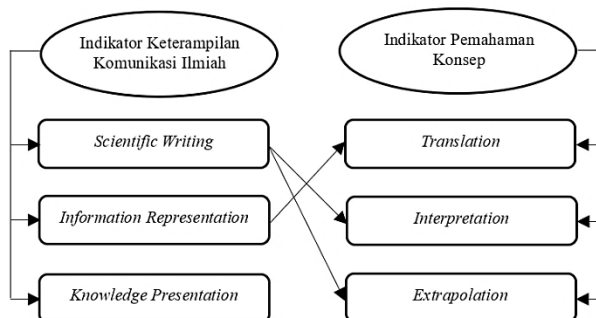 Indikator Keterampilan
Komunikasi Ilmiah
Indikator Pemahaman
Konsep
Scientific Writing
Translation
Information Representation
Interpretation
Knowledge Presentation
Extrapolation